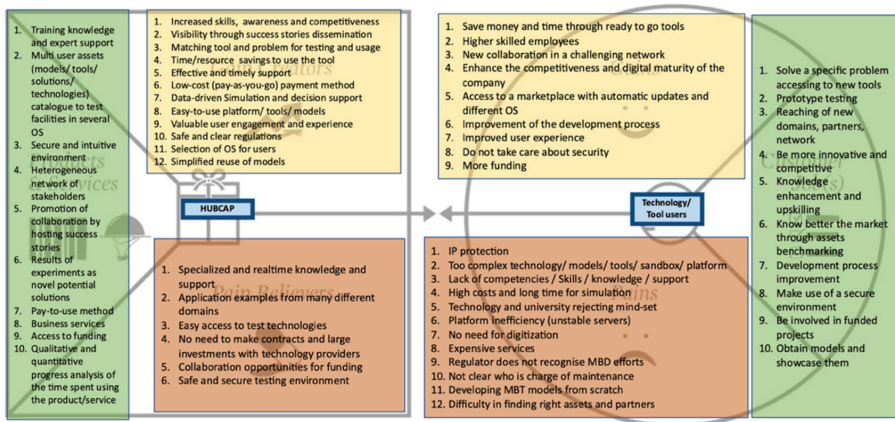 1. Training knowledge
and expert support
2. Multi user assets
(models/ tools/
solutions/
technologies)
catalogue to test
facilities in several
OS
3. Secure and intuitive
environment
4. Heterogeneous
network of
stakeholders
5. Promotion of
collaboration by
hosting success
stories
6. Results of
experiments as
novel potential
solutions
7. Pay-to-use method
8. Business services
9. Access to funding
10. Qualitative and
quantitative
progress analysis of
the time spent using
the product/service
Products
& Services
1. Increased skills, awareness and competitiveness
2. Visibility through success stories dissemination
3. Matching tool and problem for testing and usage
4. Time/resource savings to use the tool
5. Effective and timely support
6. Low-cost (pay-as-you-go) payment method
7. Data-driven Simulation and decision support
8. Easy-to-use platform/ tools/ models
9. Valuable user engagement and experience
10. Safe and clear regulations
11. Selection of OS for users
12. Simplified reuse of models
Gain Creators
HUBCAP
1. Specialized and realtime knowledge and
support
2. Application examples from many different
domains
3. Easy access to test technologies
4. No need to make contracts and large
investments with technology providers
5. Collaboration opportunities for funding
6. Safe and secure testing environment
Pain Relievers
1. Save money and time through ready to go tools
2. Higher skilled employees
3. New collaboration in a challenging network
4. Enhance the competitiveness and digital maturity of the
company
5. Access to a marketplace with automatic updates and
different OS
6. Improvement of the development process
7. Improved user experience
8. Do not take care about security
9. More funding
Gains
Technology/
Tool users
1. IP protection
2. Too complex technology/ models/ tools/ sandbox/ platform
3. Lack of competencies / Skills / knowledge / support
4. High costs and long time for simulation
5. Technology and university rejecting mind-set
6. Platform inefficiency (unstable servers)
7. No need for digitization
8. Expensive services
9. Regulator does not recognise MBD efforts
10. Not clear who is charge of maintenance
11. Developing MBT models from scratch
12. Difficulty in finding right assets and partners
Pains
1. Solve a specific problem
accessing to new tools
2. Prototype testing
3. Reaching of new
domains, partners,
network
4. Be more innovative and
competitive
5. Knowledge
enhancement and
upskilling
6. Know better the market
through assets
benchmarking
7. Development process
improvement
8. Make use of a secure
environment
9. Be involved in funded
projects
10. Obtain models and
showcase them
Customer